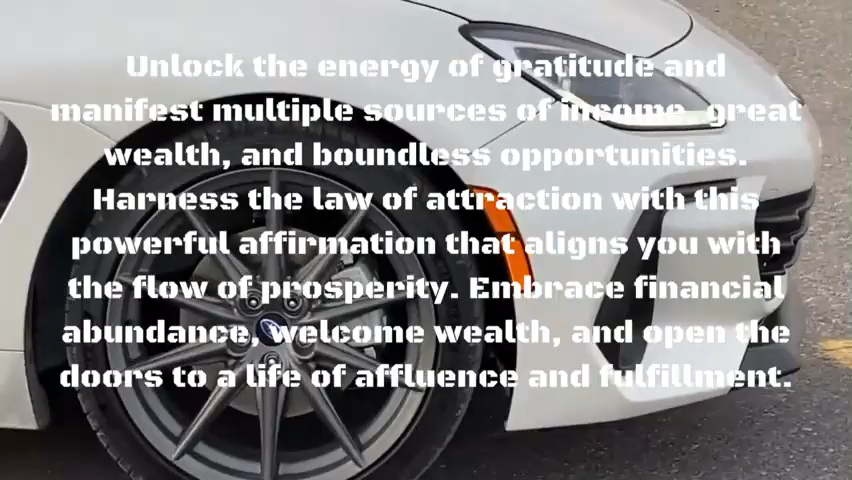 Unlock the energy of gratitude and
manifest multiple sources of income, great
wealth, and boundless opportunities.
Harness the law of attraction with this
powerful affirmation that aligns you with
the flow of prosperity. Embrace financial
abundance, welcome wealth, and open the
doors to a life of affluence and fulfillment.